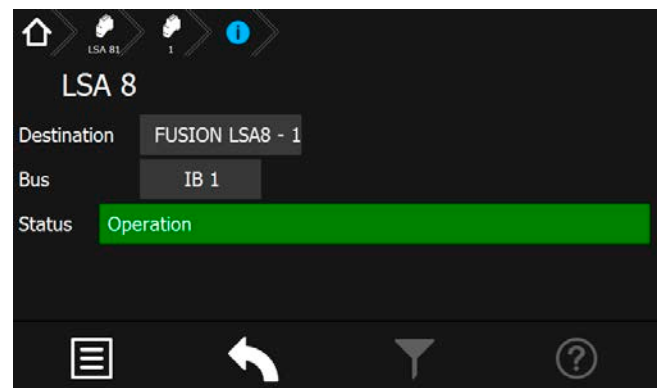 LSA 81
1
LSA 8
Destination FUSION LSA8 - 1
Bus IB 1
Status Operation